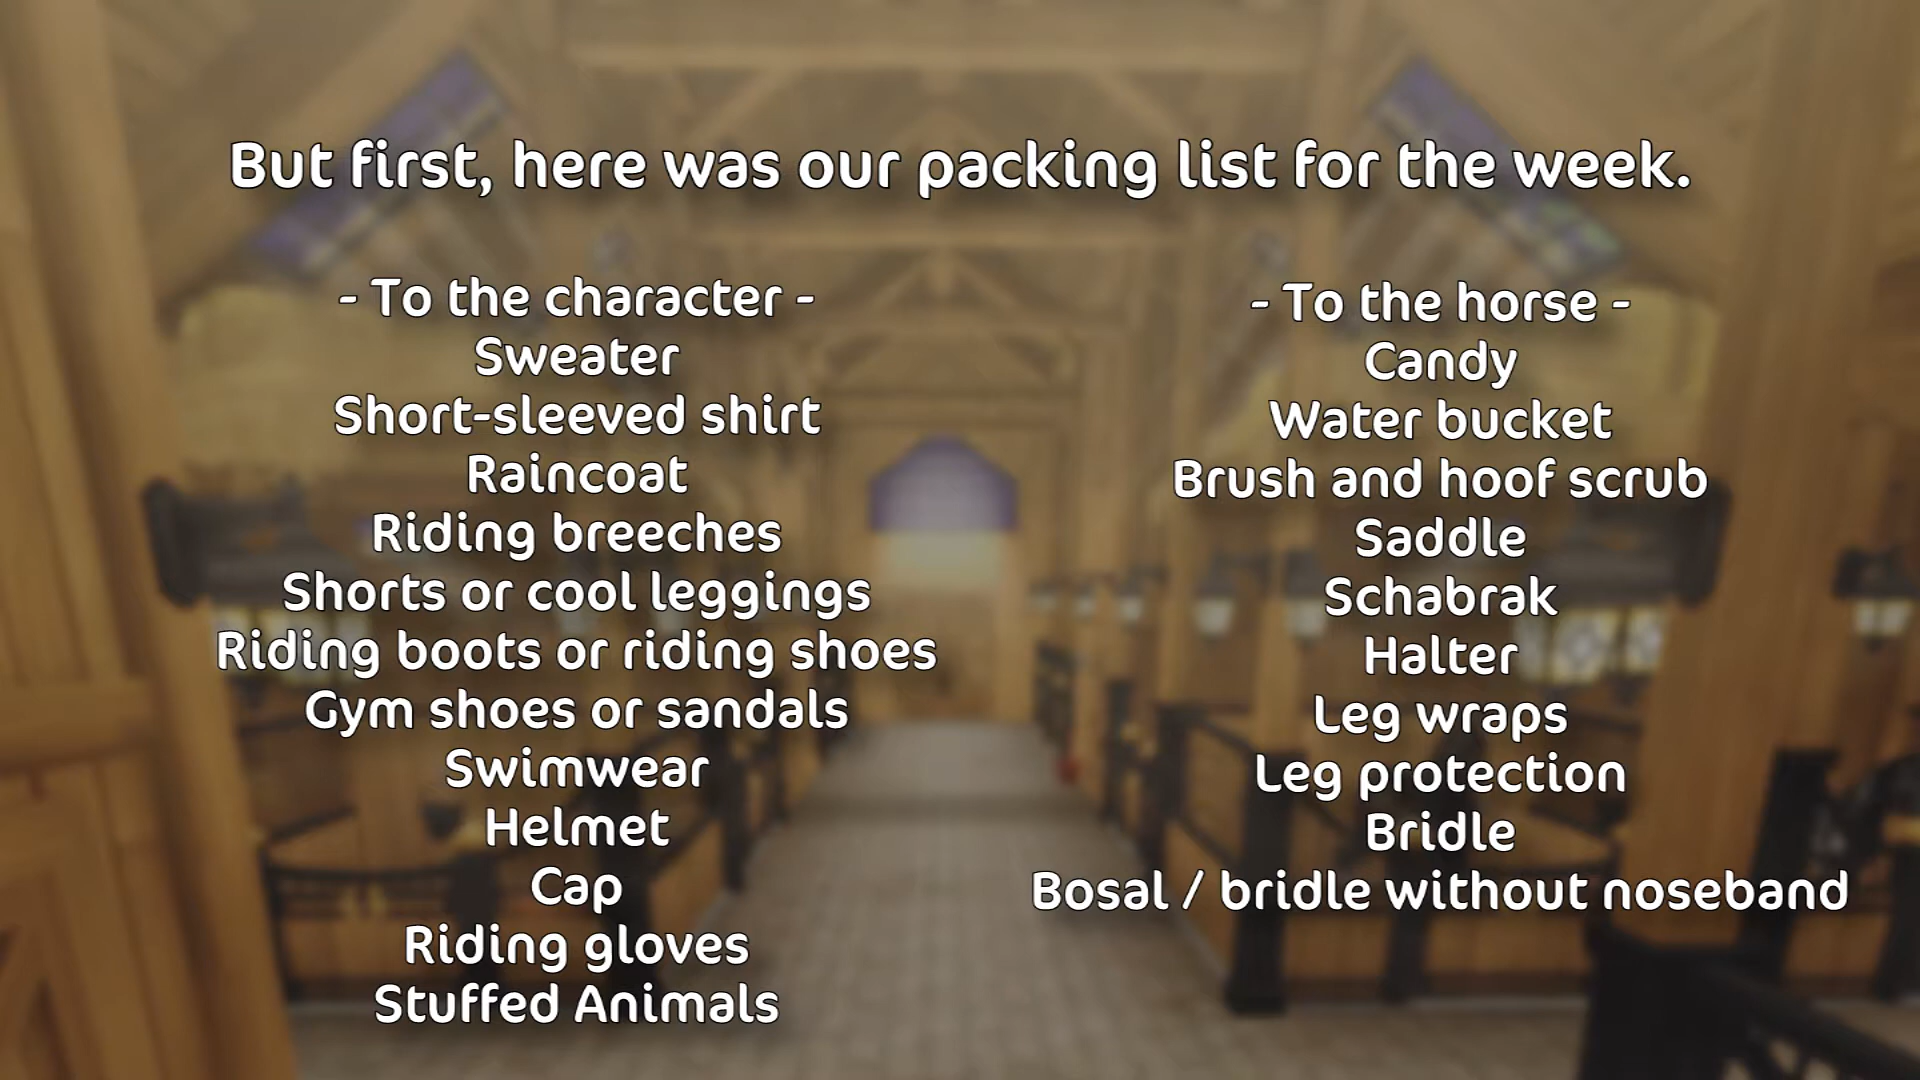 But first, here was our packing list for the week.
- To the character -
Sweater
Short-sleeved shirt
Raincoat
Riding breeches
Shorts or cool leggings
Riding boots or riding shoes
Gym shoes or sandals
Swimwear
Helmet
Cap
Riding gloves
Stuffed Animals
- To the horse -
Candy
Water bucket
Brush and hoof scrub
Saddle
Schabrak
Halter
Leg wraps
Leg protection
Bridle
Bosal / bridle without noseband